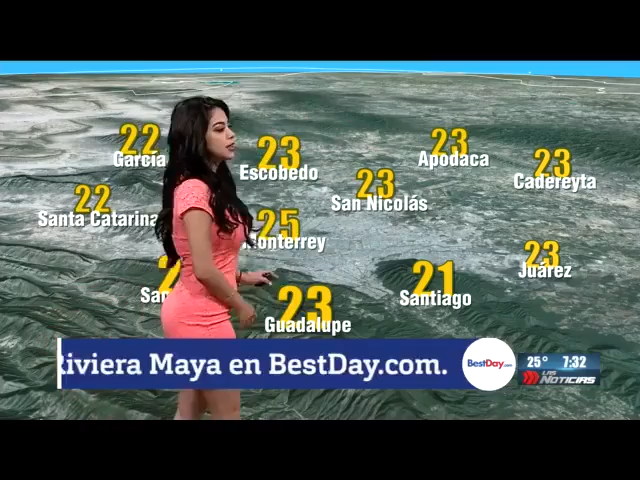 22
García
23
Escobedo
23
Apodaca
23
Cadereyta
22
Santa Catarina
23
San Nicolás
25
Monterrey
23
Juárez
23
Guadalupe
21
Santiago
Riviera Maya en BestDay.com.
BestDay.com
25° 7:32
LAS
NOTICIAS